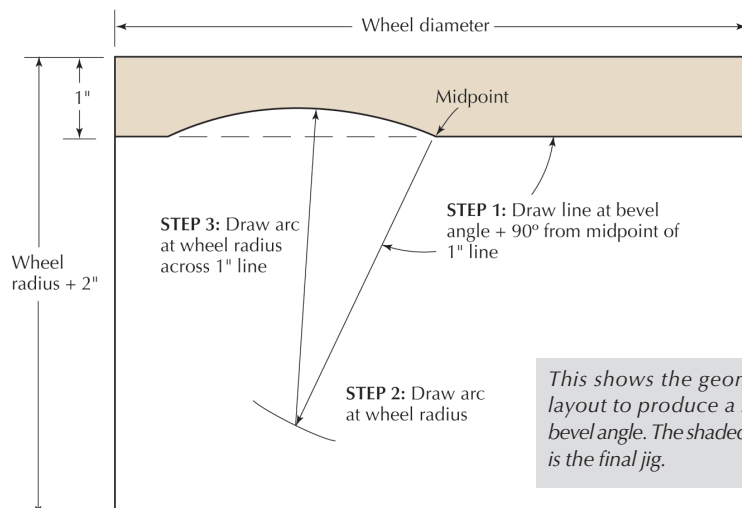 Wheel diameter
1"
Midpoint
STEP 1: Draw line at bevel
angle + 90º from midpoint of
1" line
STEP 3: Draw arc
at wheel radius
across 1" line
Wheel
radius + 2"
STEP 2: Draw arc
at wheel radius
This shows the
layout to produce a
bevel angle. The shaded
is the final jig.